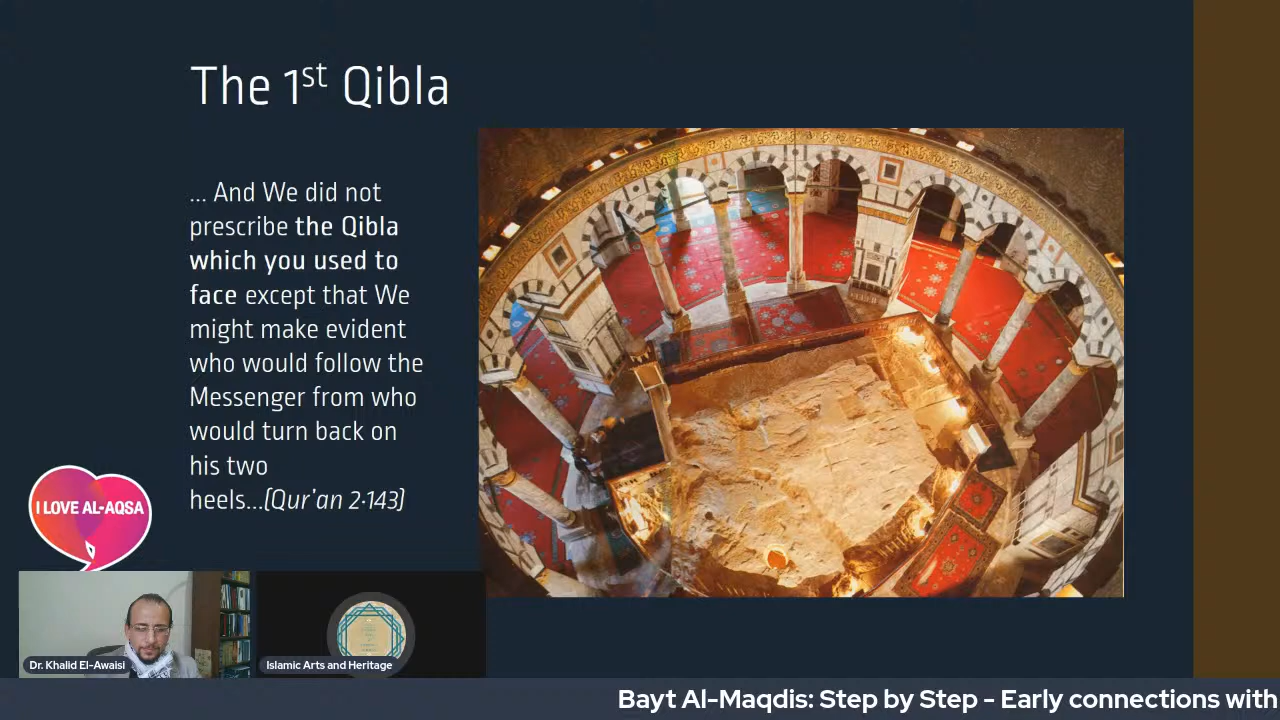 The 1st Qibla
... And We did not
prescribe the Qibla
which you used to
face except that We
might make evident
who would follow the
Messenger from who
would turn back on
his two
heels...[Qur'an 2:143]
I LOVE AL-AQSA
Dr. Khalid El-Awaisi
Islamic Arts and Heritage
Bayt Al-Maqdis: Step by Step - Early connections with